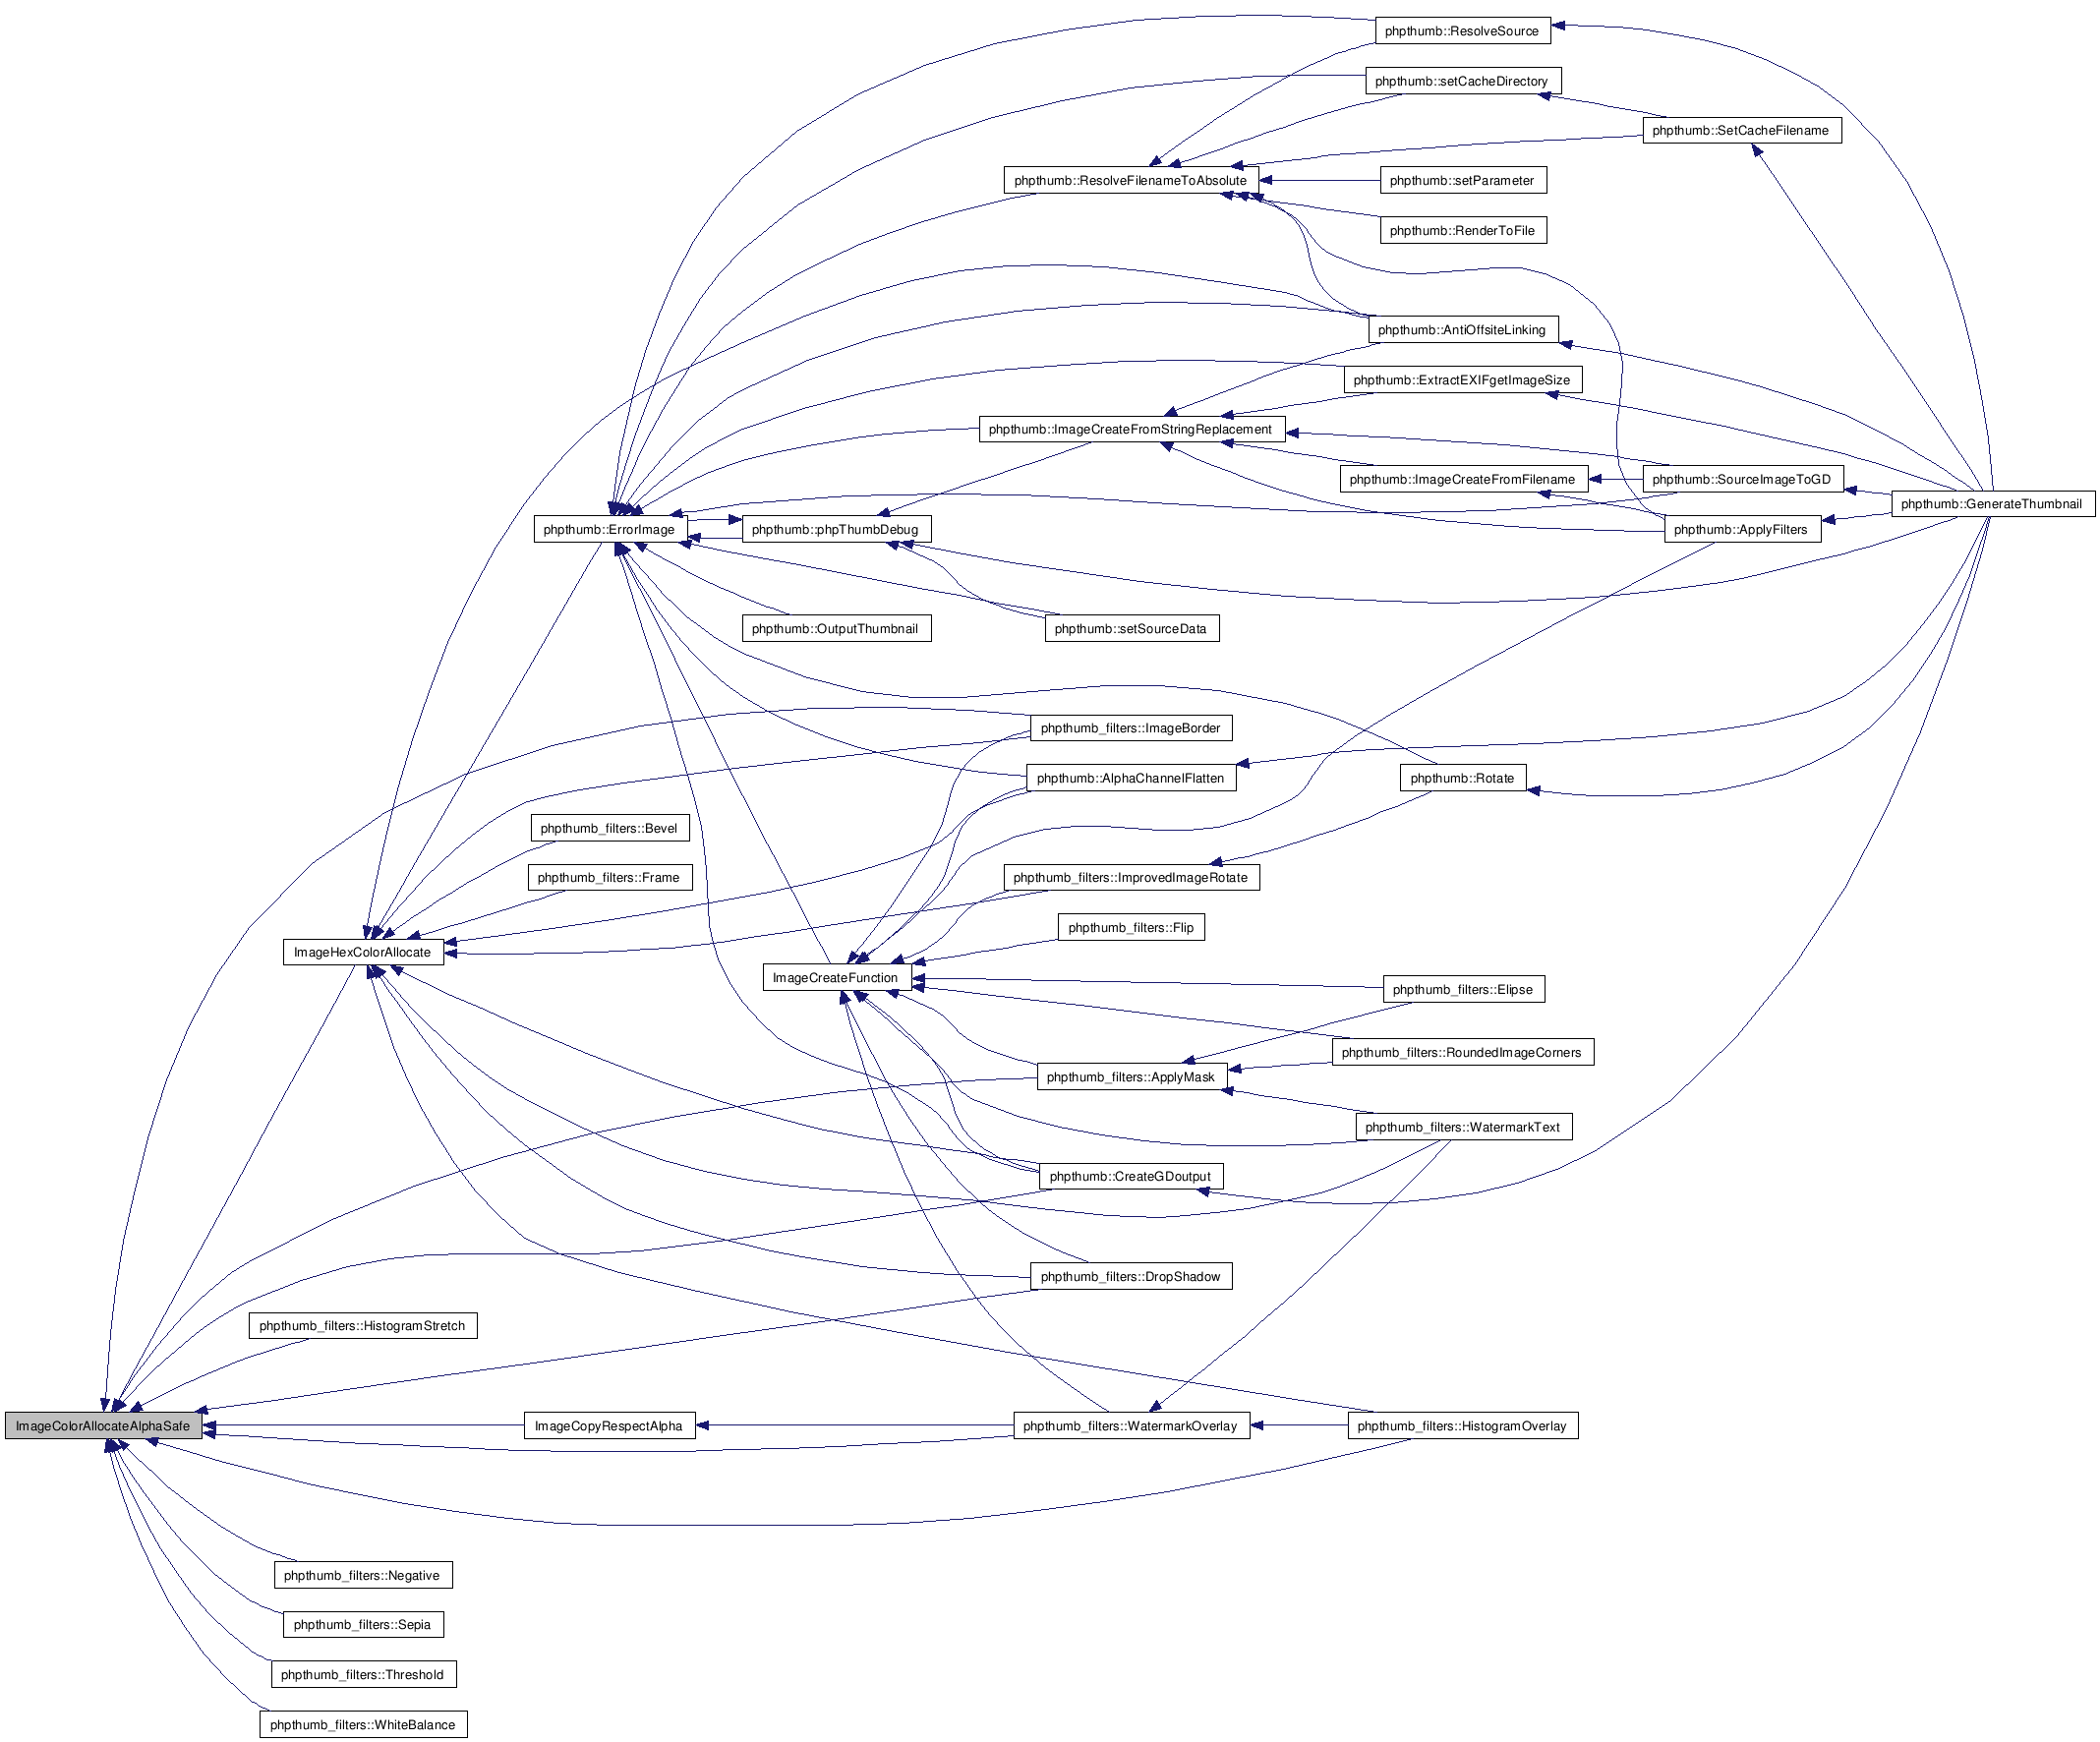 phpthumb::ResolveSource
phpthumb::setCacheDirectory
phpthumb::SetCacheFilename
phpthumb::ResolveFilenameToAbsolute
phpthumb::setParameter
phpthumb::RenderToFile
phpthumb::AntiOffsiteLinking
phpthumb::ExtractEXIFgetImageSize
phpthumb::ImageCreateFromStringReplacement
phpthumb::ImageCreateFromFilename
phpthumb::SourceImageToGD
phpthumb::GenerateThumbnail
phpthumb::ErrorImage
phpthumb::phpThumbDebug
phpthumb::ApplyFilters
phpthumb::OutputThumbnail
phpthumb::setSourceData
phpthumb_filters::ImageBorder
phpthumb::AlphaChannelFlatten
phpthumb::Rotate
phpthumb_filters::Bevel
phpthumb_filters::Frame
phpthumb_filters::ImprovedImageRotate
phpthumb_filters::Flip
ImageHexColorAllocate
ImageCreateFunction
phpthumb_filters::Elipse
phpthumb_filters::RoundedImageCorners
phpthumb_filters::ApplyMask
phpthumb_filters::WatermarkText
phpthumb::CreateGDoutput
phpthumb_filters::DropShadow
phpthumb_filters::HistogramStretch
ImageColorAllocateAlphaSafe
ImageCopyRespectAlpha
phpthumb_filters::WatermarkOverlay
phpthumb_filters::HistogramOverlay
phpthumb_filters::Negative
phpthumb_filters::Sepia
phpthumb_filters::Threshold
phpthumb_filters::WhiteBalance